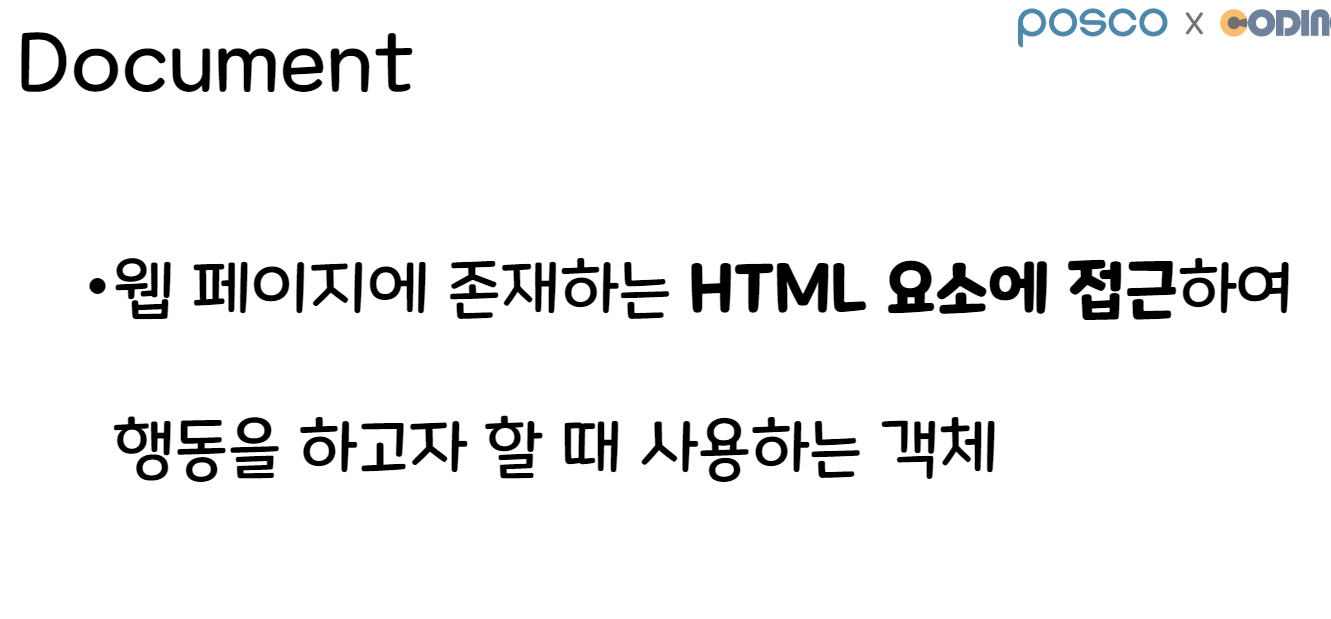 posco x CODIN
Document
•웹 페이지에 존재하는 HTML 요소에 접근하여
행동을 하고자 할 때 사용하는 객체